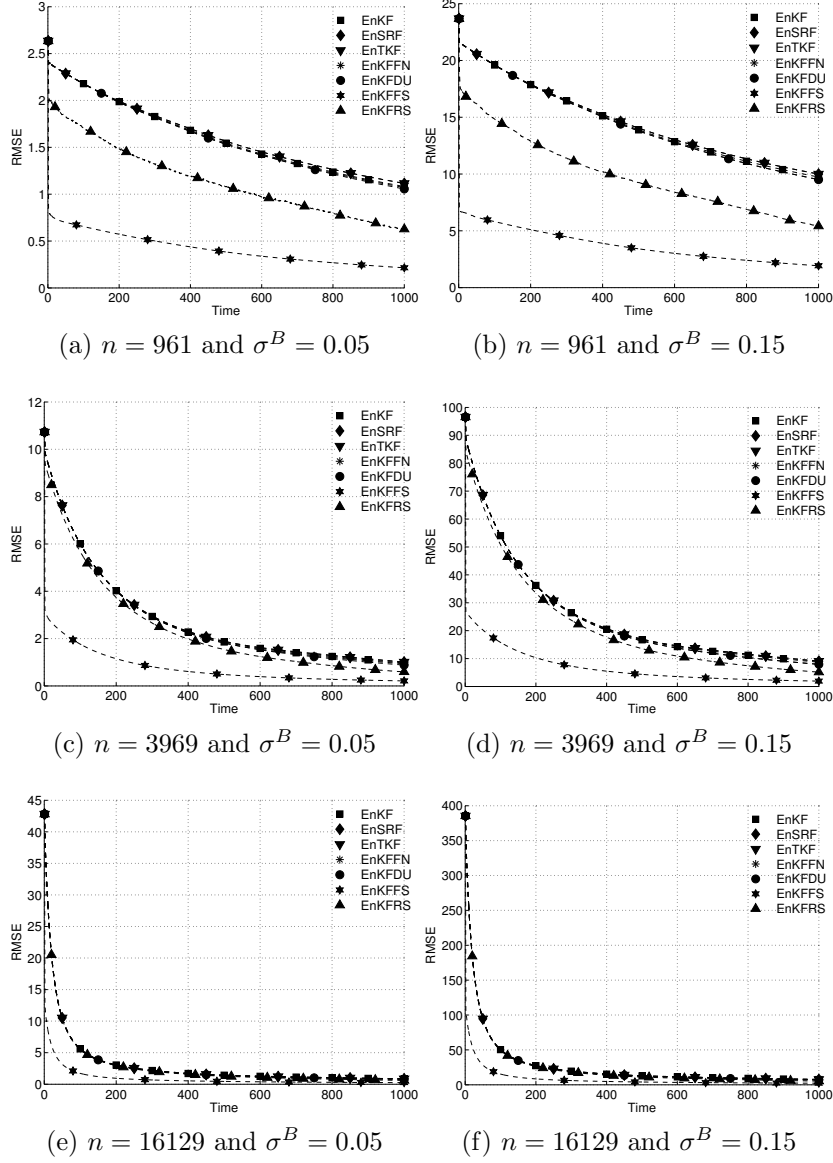 3
2.5
2
1.5
1
0.5
0
RMSE
0
200
400
600
800
1000
Time
EnKF
EnSRF
EnTKF
EnKFFN
EnKFDU
EnKFFS
EnKFRS
(a) n = 961 and σ^B = 0.05
25
20
15
10
5
0
RMSE
0
200
400
600
800
1000
Time
EnKF
EnSRF
EnTKF
EnKFFN
EnKFDU
EnKFFS
EnKFRS
(b) n = 961 and σ^B = 0.15
12
10
8
6
4
2
0
RMSE
0
200
400
600
800
1000
Time
EnKF
EnSRF
EnTKF
EnKFFN
EnKFDU
EnKFFS
EnKFRS
(c) n = 3969 and σ^B = 0.05
100
90
80
70
60
50
40
30
20
10
0
RMSE
0
200
400
600
800
1000
Time
EnKF
EnSRF
EnTKF
EnKFFN
EnKFDU
EnKFFS
EnKFRS
(d) n = 3969 and σ^B = 0.15
45
40
35
30
25
20
15
10
5
0
RMSE
0
200
400
600
800
1000
Time
EnKF
EnSRF
EnTKF
EnKFFN
EnKFDU
EnKFFS
EnKFRS
(e) n = 16129 and σ^B = 0.05
400
350
300
250
200
150
100
50
0
RMSE
0
200
400
600
800
1000
Time
EnKF
EnSRF
EnTKF
EnKFFN
EnKFDU
EnKFFS
EnKFRS
(f) n = 16129 and σ^B = 0.15